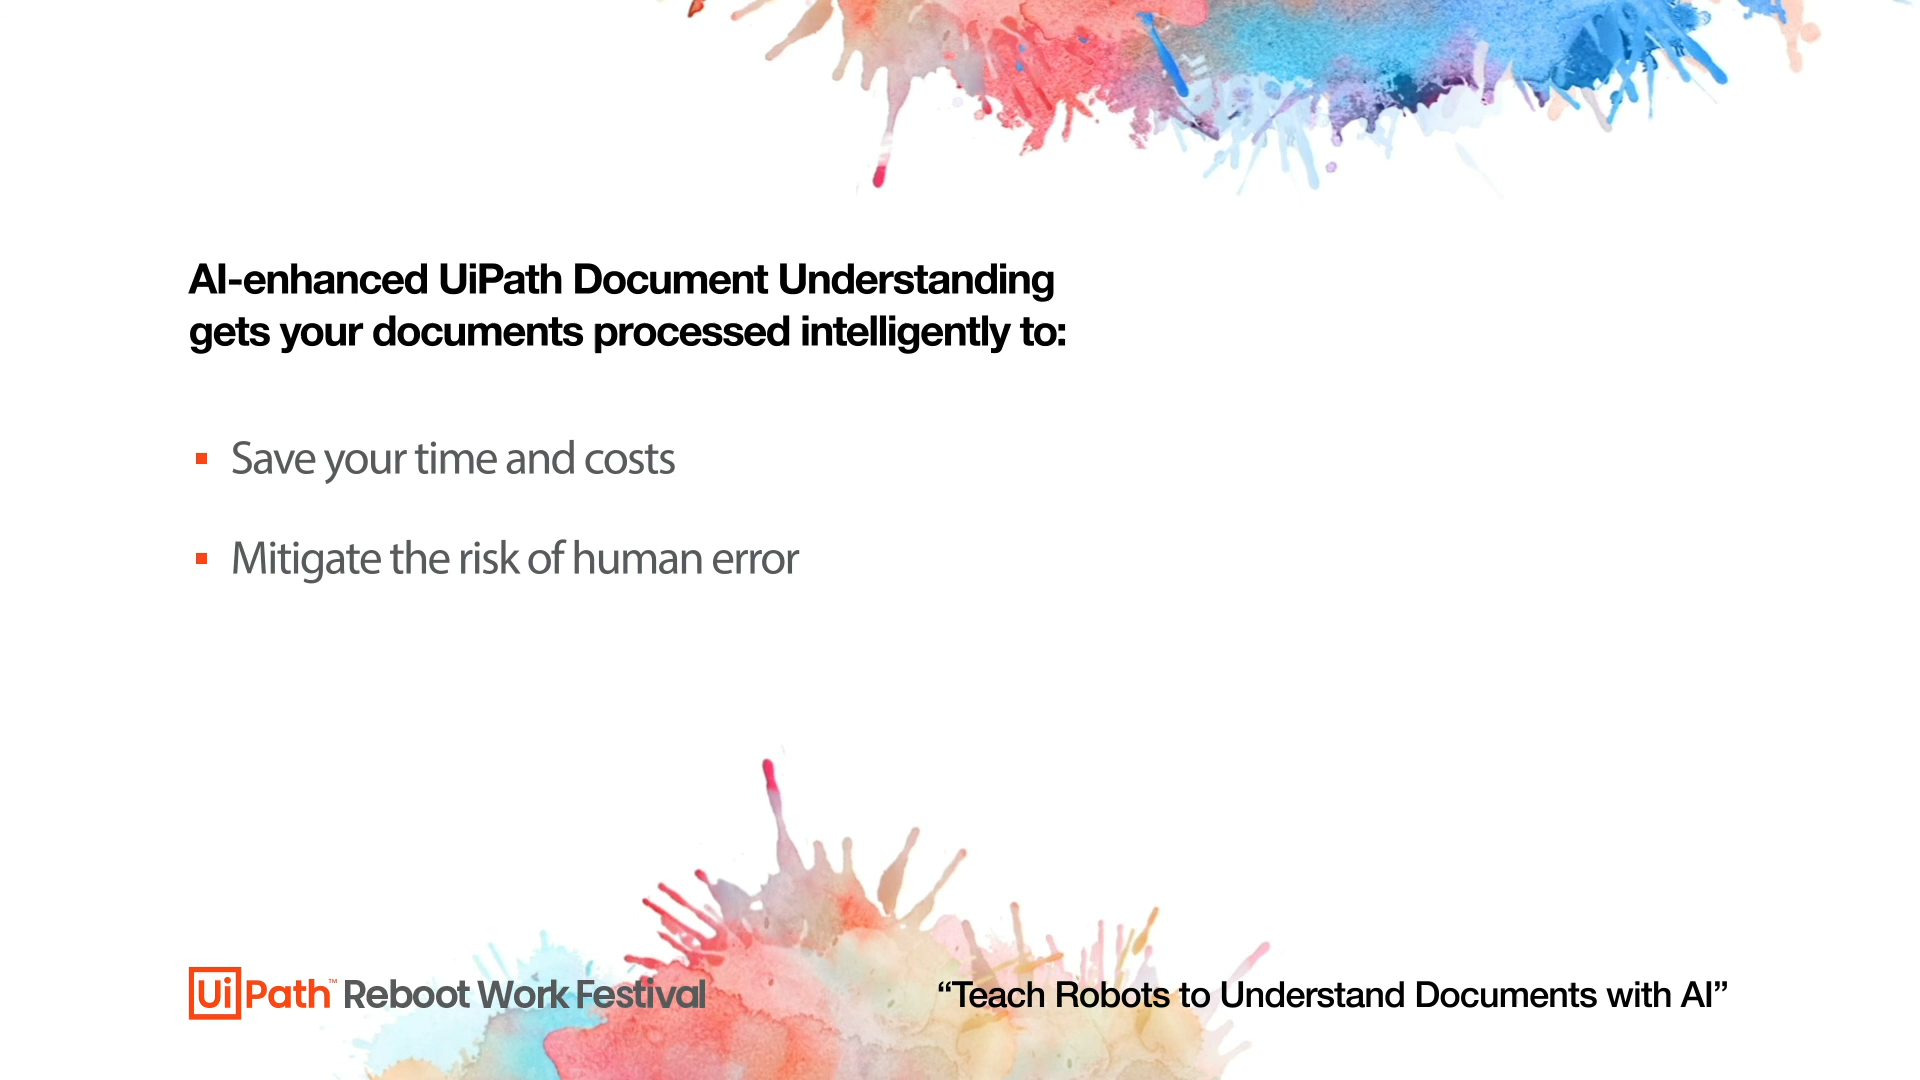 AI-enhanced UiPath Document Understanding
gets your documents processed intelligently to:
▪ Save your time and costs
▪ Mitigate the risk of human error
UiPath™ Reboot Work Festival
“Teach Robots to Understand Documents with AI”